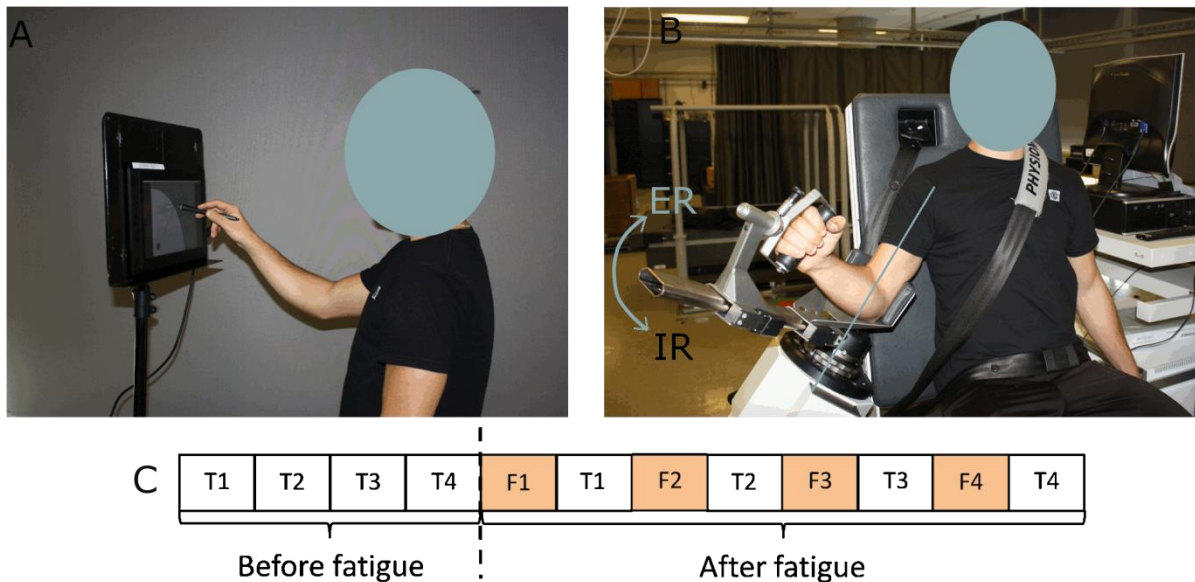 A
B
ER
IR
PHYSIO
C
T1 T2 T3 T4 F1 T1 F2 T2 F3 T3 F4 T4
Before fatigue After fatigue